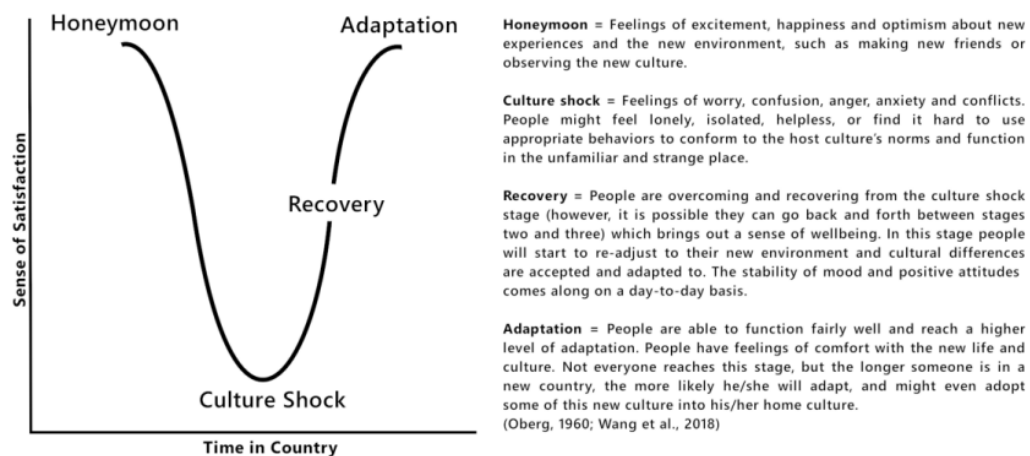 Honeymoon
Adaptation
Recovery
Culture Shock
Sense of Satisfaction
Time in Country
Honeymoon = Feelings of excitement, happiness and optimism about new
experiences and the new environment, such as making new friends or
observing the new culture.
Culture shock = Feelings of worry, confusion, anger, anxiety and conflicts.
People might feel lonely, isolated, helpless, or find it hard to use
appropriate behaviors to conform to the host culture's norms and function
in the unfamiliar and strange place.
Recovery = People are overcoming and recovering from the culture shock
stage (however, it is possible they can go back and forth between stages
two and three) which brings out a sense of wellbeing. In this stage people
will start to re-adjust to their new environment and cultural differences
are accepted and adapted to. The stability of mood and positive attitudes
comes along on a day-to-day basis.
Adaptation = People are able to function fairly well and reach a higher
level of adaptation. People have feelings of comfort with the new life and
culture. Not everyone reaches this stage, but the longer someone is in a
new country, the more likely he/she will adapt, and might even adopt
some of this new culture into his/her home culture.
(Oberg, 1960; Wang et al., 2018)